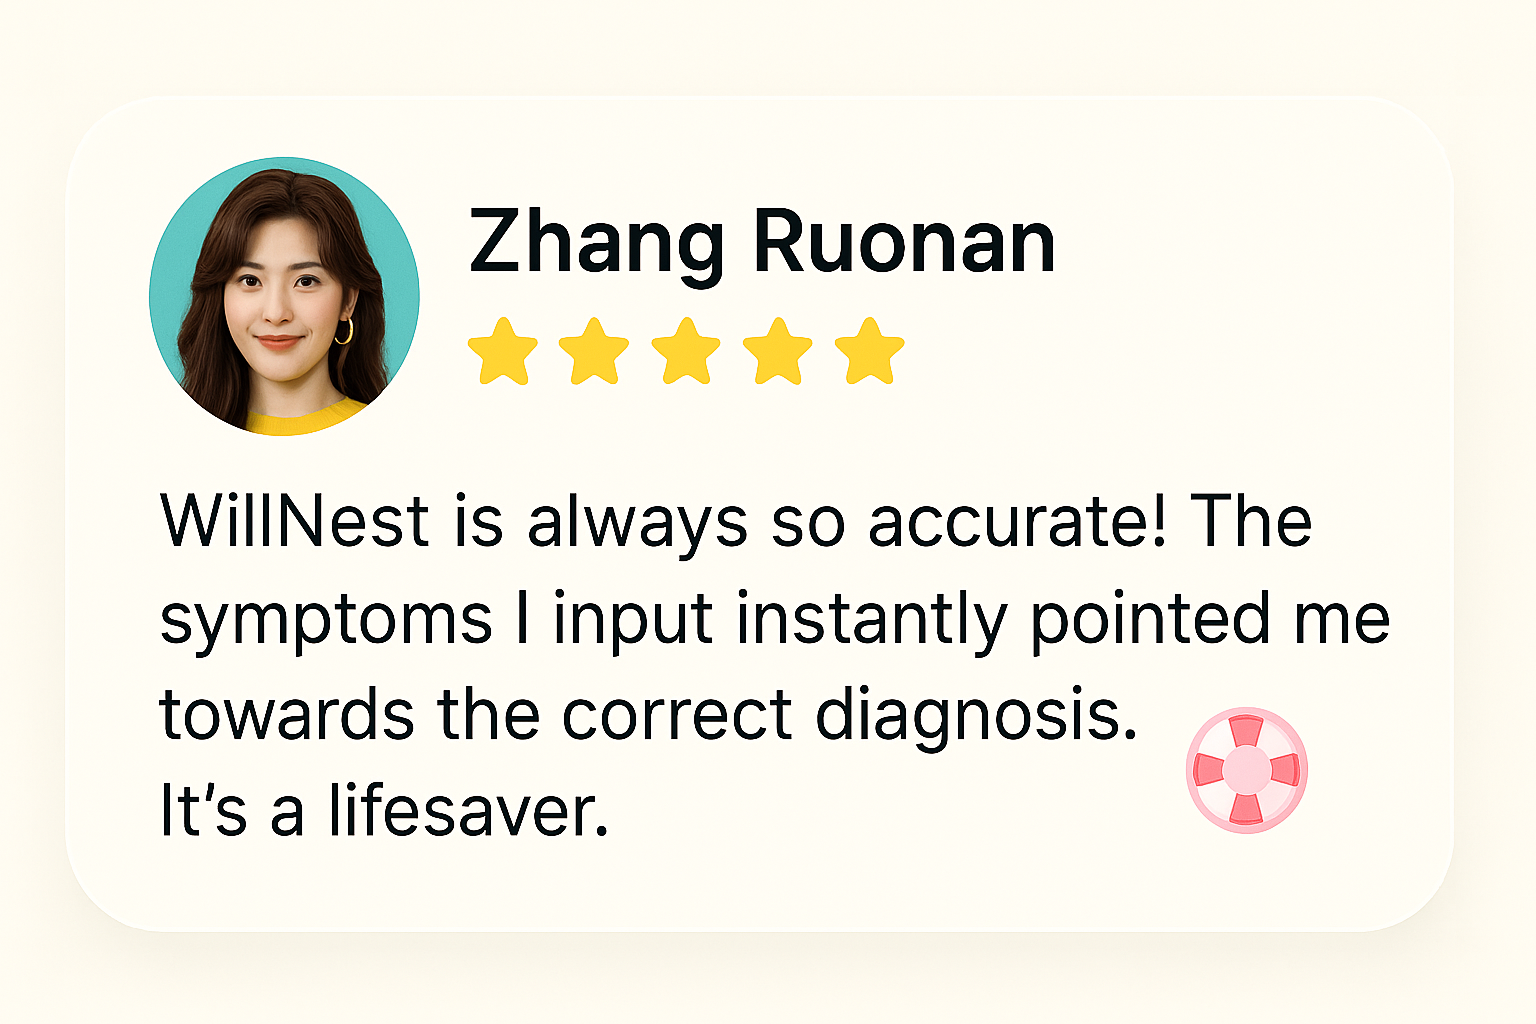 Zhang Ruonan
WillNest is always so accurate! The
symptoms I input instantly pointed me
towards the correct diagnosis.
It’s a lifesaver.